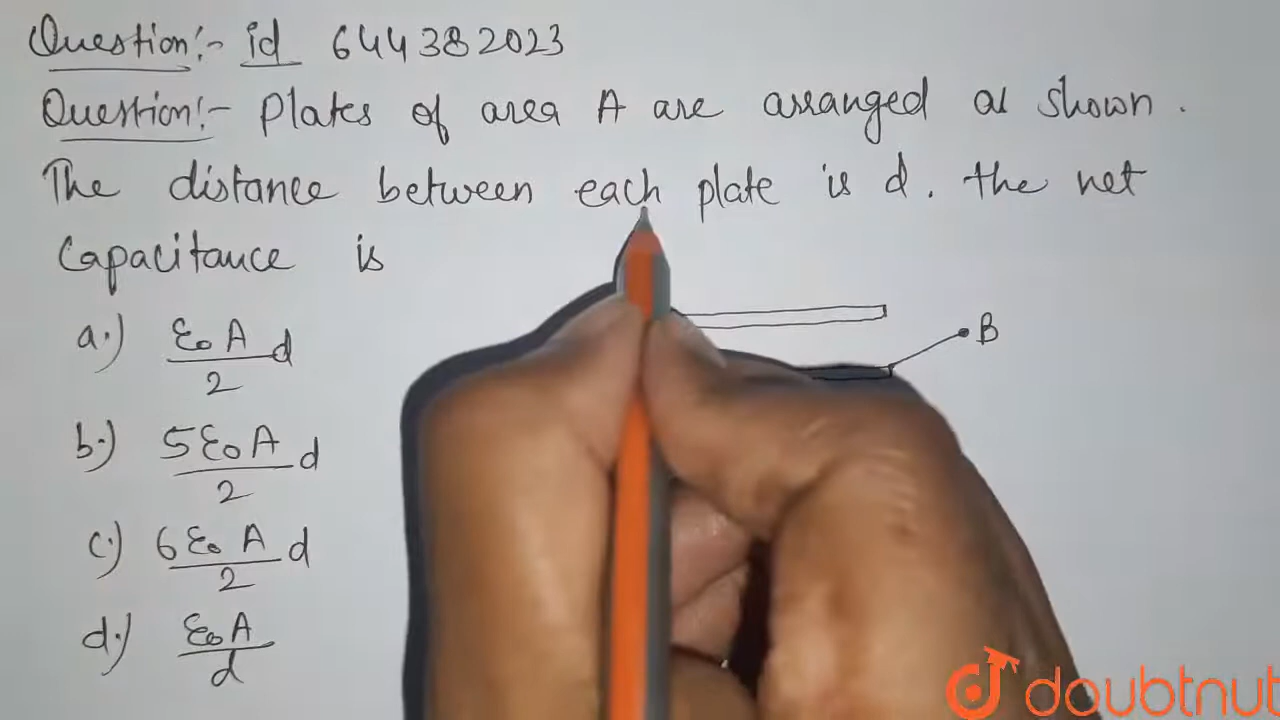 Question:- id 644382023
Question:- Plates of area A are arranged as shown.
The distance between each plate is d. the net
Capacitance is
a.) ε₀A/2 d
b.) 5ε₀A/2 d
c.) 6ε₀A/2 d
d.) ε₀A/d
B
doubtnut